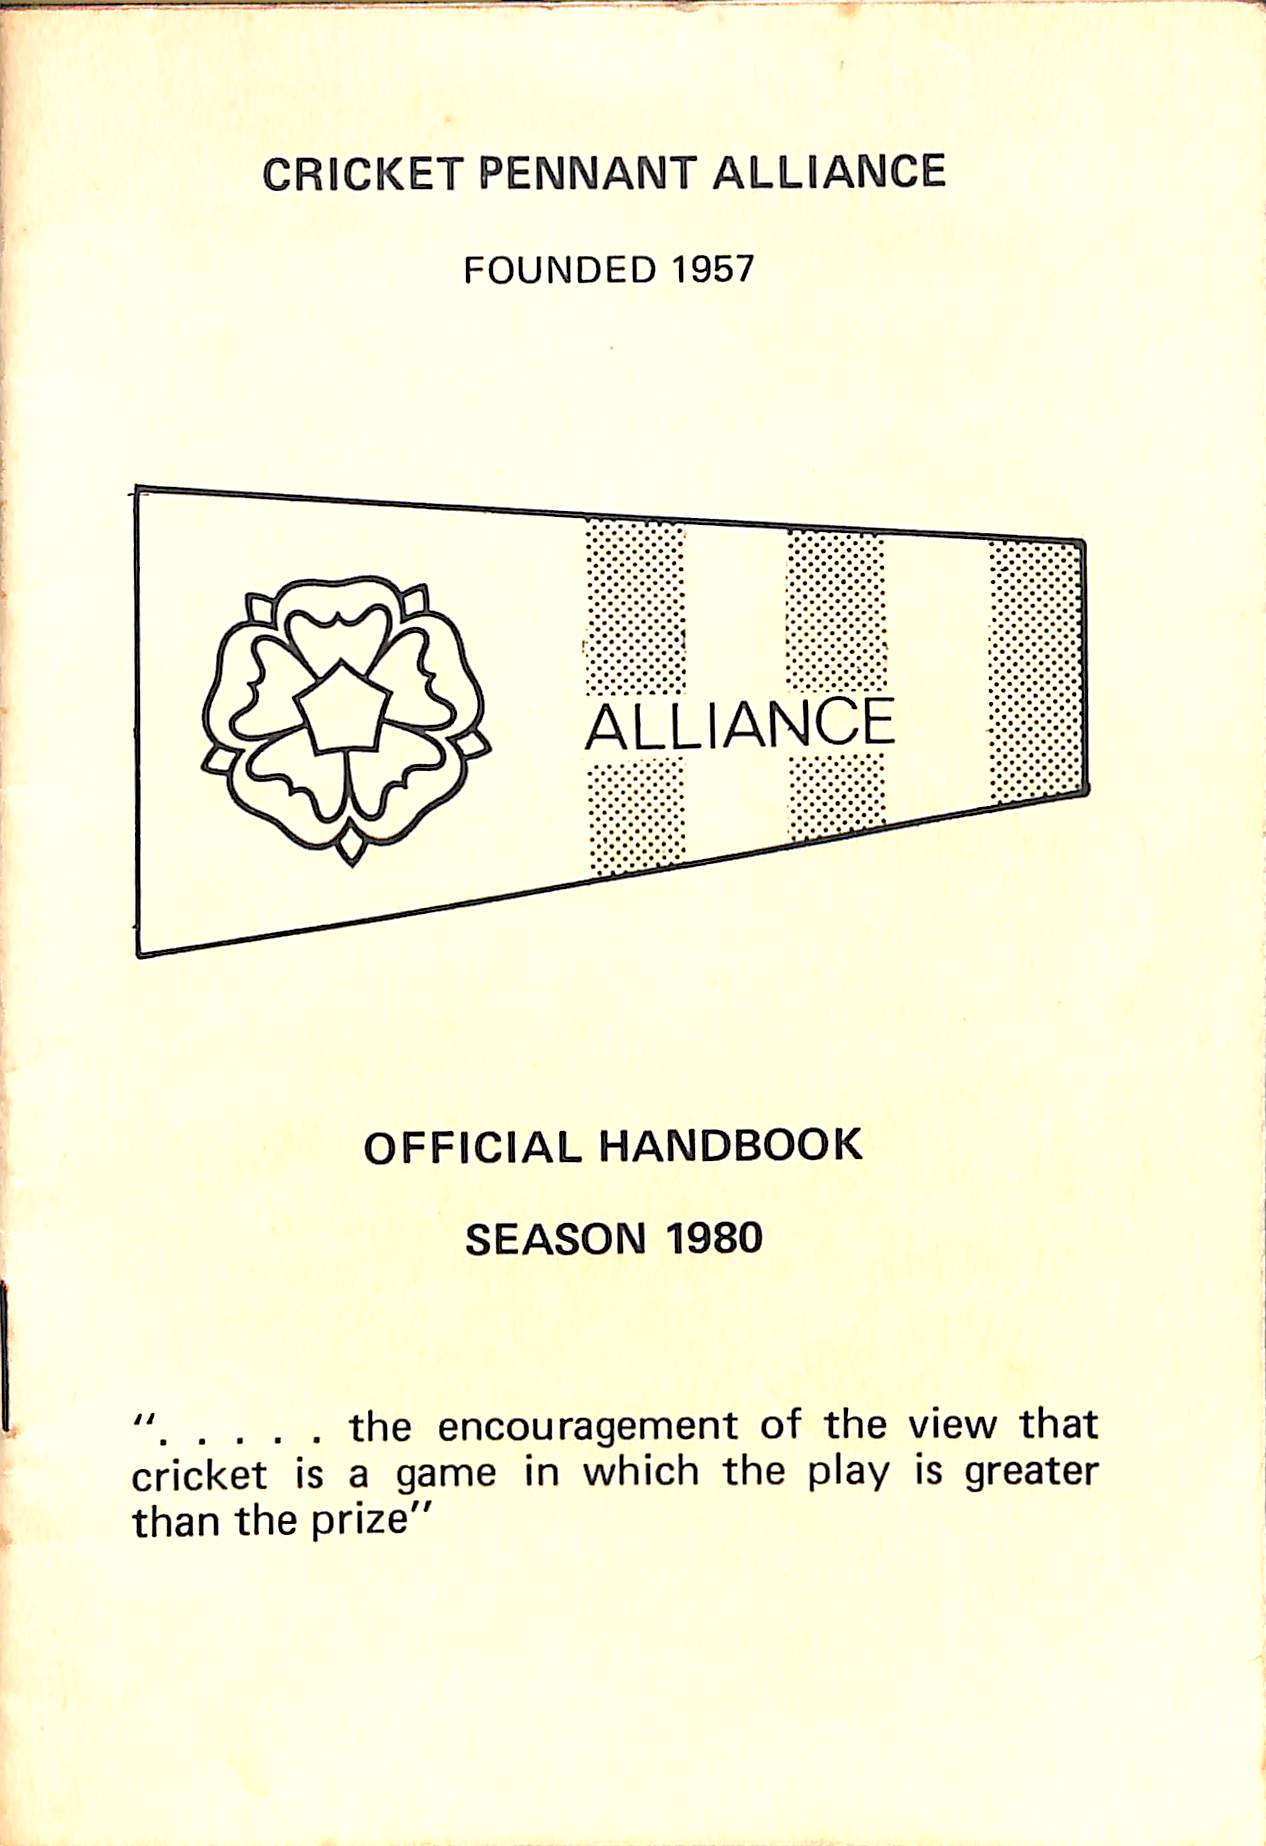 CRICKET PENNANT ALLIANCE
FOUNDED 1957
ALLIANCE
OFFICIAL HANDBOOK
SEASON 1980
". . . . . the encouragement of the view that
cricket is a game in which the play is greater
than the prize"